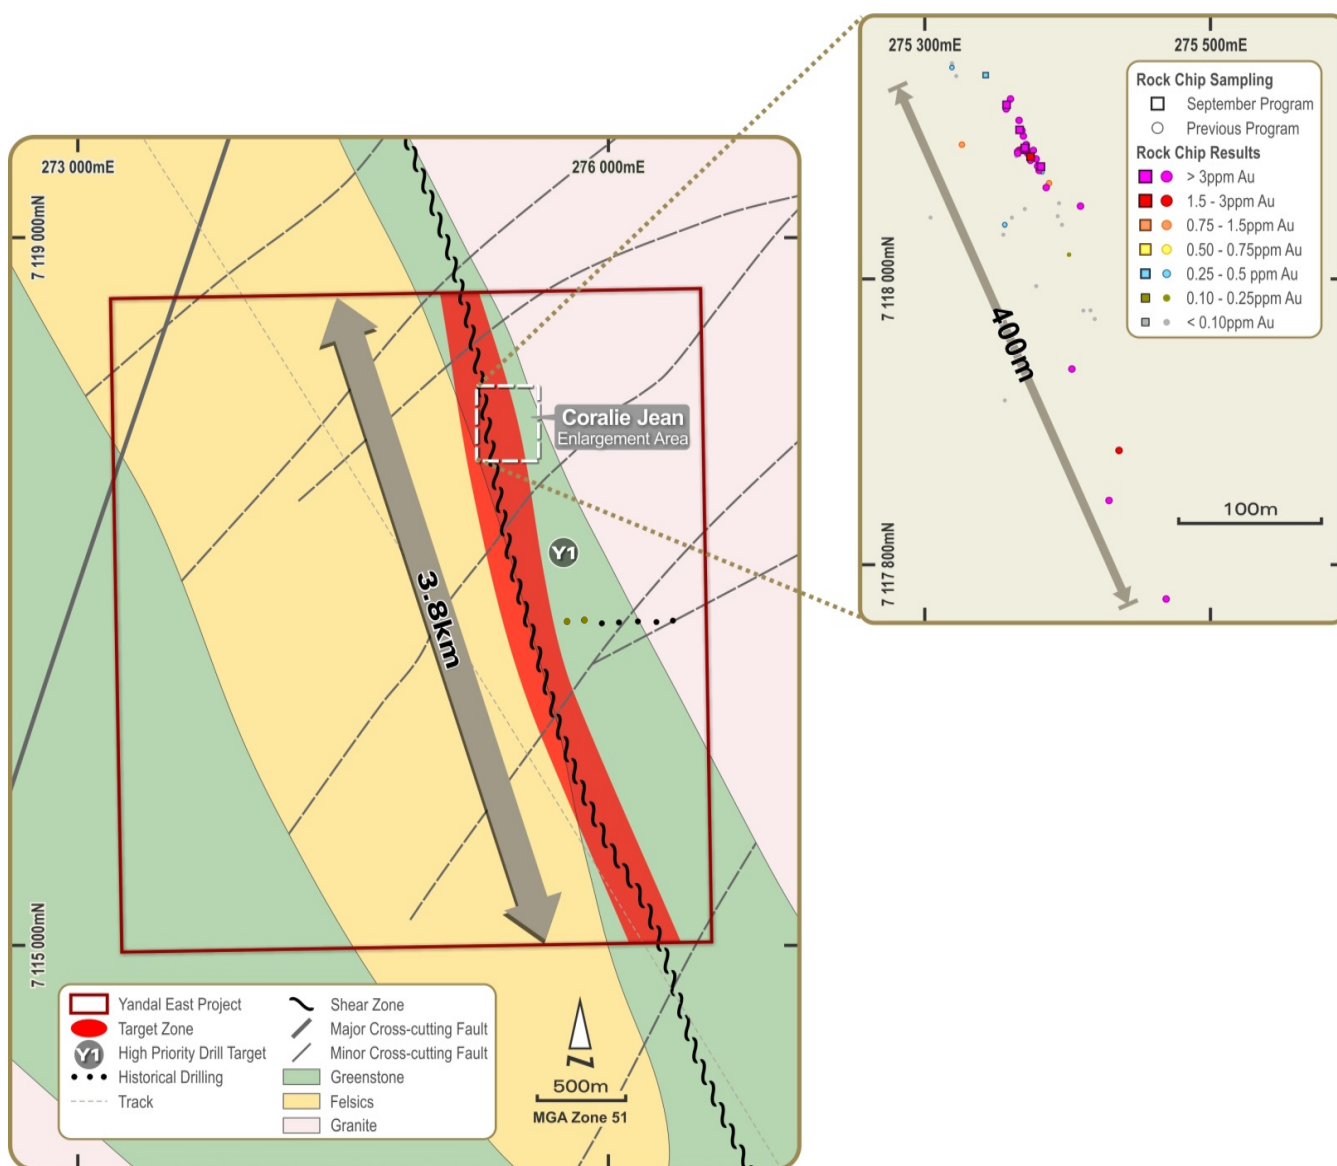 273 000mE
276 000mE
7 119 000mN
7 115 000mN
Coralie Jean
Enlargement Area
Y1
3.8km
Yandal East Project
Target Zone
Y1
High Priority Drill Target
Historical Drilling
Track
Shear Zone
Major Cross-cutting Fault
Minor Cross-cutting Fault
Greenstone
Felsics
Granite
N
500m
MGA Zone 51
275 300mE
275 500mE
7 118 000mN
7 117 800mN
400m
100m
Rock Chip Sampling
September Program
Previous Program
Rock Chip Results
> 3ppm Au
1.5 - 3ppm Au
0.75 - 1.5ppm Au
0.50 - 0.75ppm Au
0.25 - 0.5 ppm Au
0.10 - 0.25ppm Au
< 0.10ppm Au